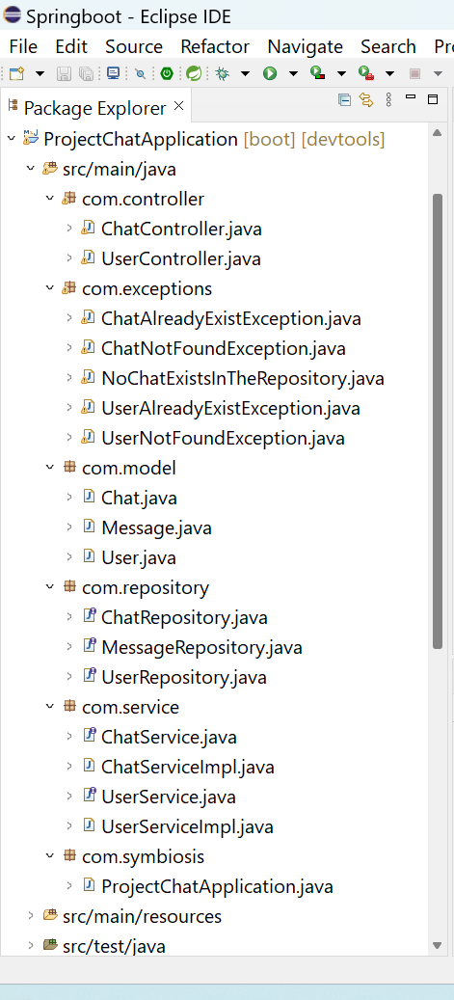 Springboot - Eclipse IDE
File Edit Source Refactor Navigate Search Pr
Package Explorer
ProjectChatApplication [boot] [devtools]
src/main/java
com.controller
ChatController.java
UserController.java
com.exceptions
ChatAlreadyExistException.java
ChatNotFoundException.java
NoChatExistsInTheRepository.java
UserAlreadyExistException.java
UserNotFoundException.java
com.model
Chat.java
Message.java
User.java
com.repository
ChatRepository.java
MessageRepository.java
UserRepository.java
com.service
ChatService.java
ChatServiceImpl.java
UserService.java
UserServiceImpl.java
com.symbiosis
ProjectChatApplication.java
src/main/resources
src/test/java